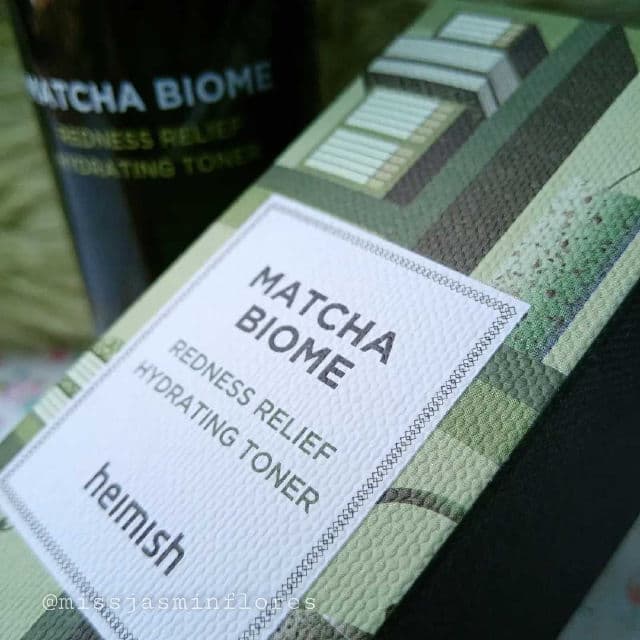 MATCHA BIOME
REDNESS RELIEF
HYDRATING TONER
MATCHA
BIOME
REDNESS RELIEF
HYDRATING TONER
heimish
@missjasminflores